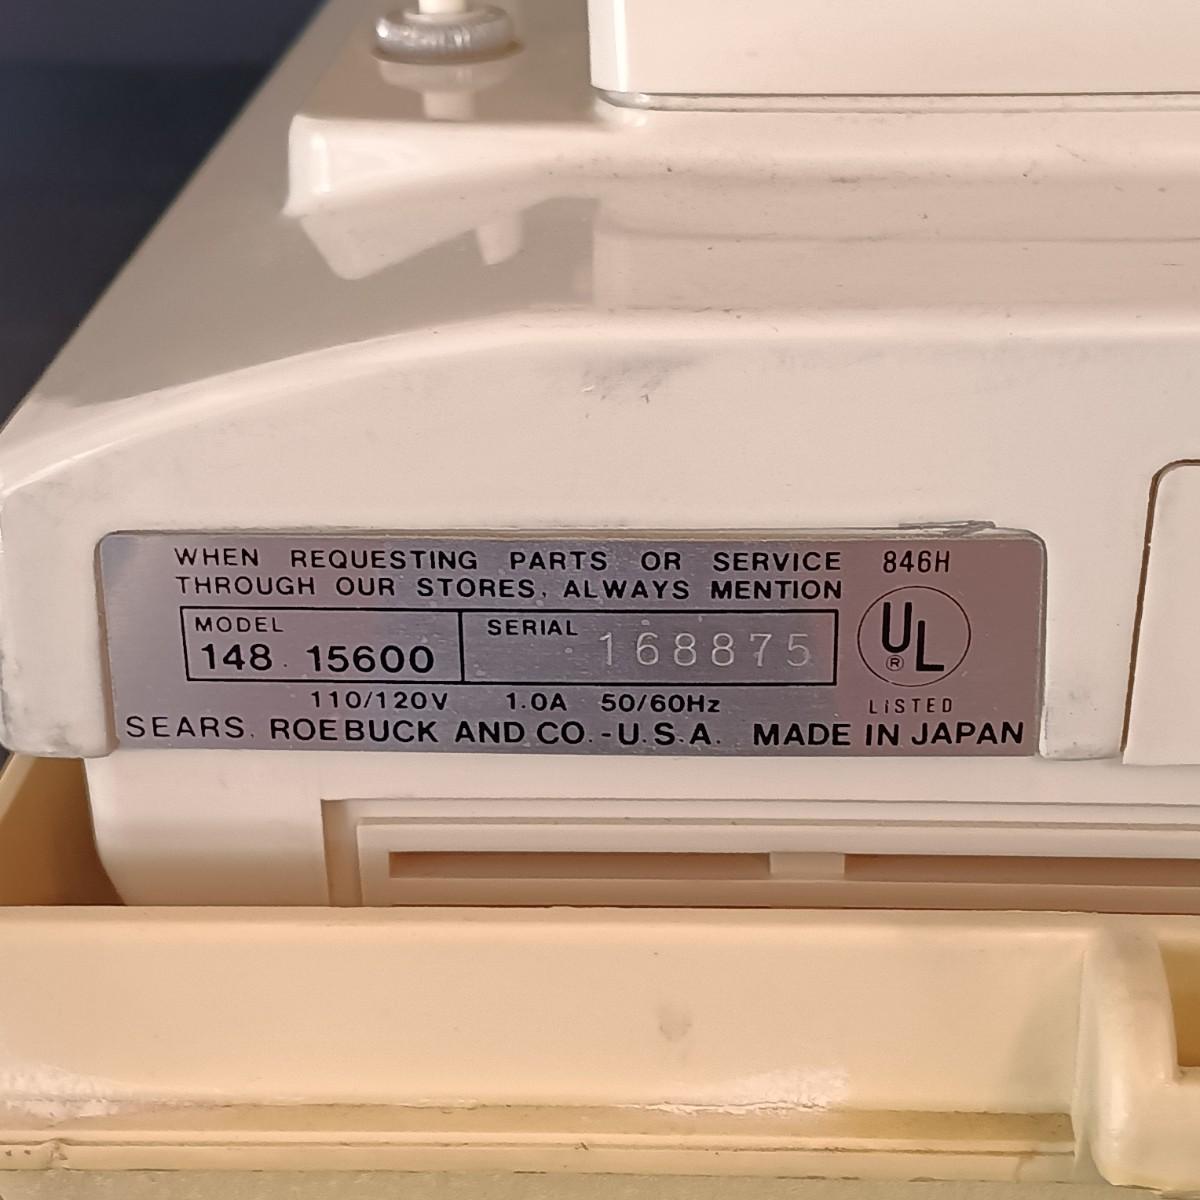 WHEN REQUESTING PARTS OR SERVICE 846H
THROUGH OUR STORES, ALWAYS MENTION
MODEL SERIAL
148. 15600 168875
UL
®
LISTED
110/120V 1.0A 50/60Hz
SEARS, ROEBUCK AND CO.-U.S.A. MADE IN JAPAN